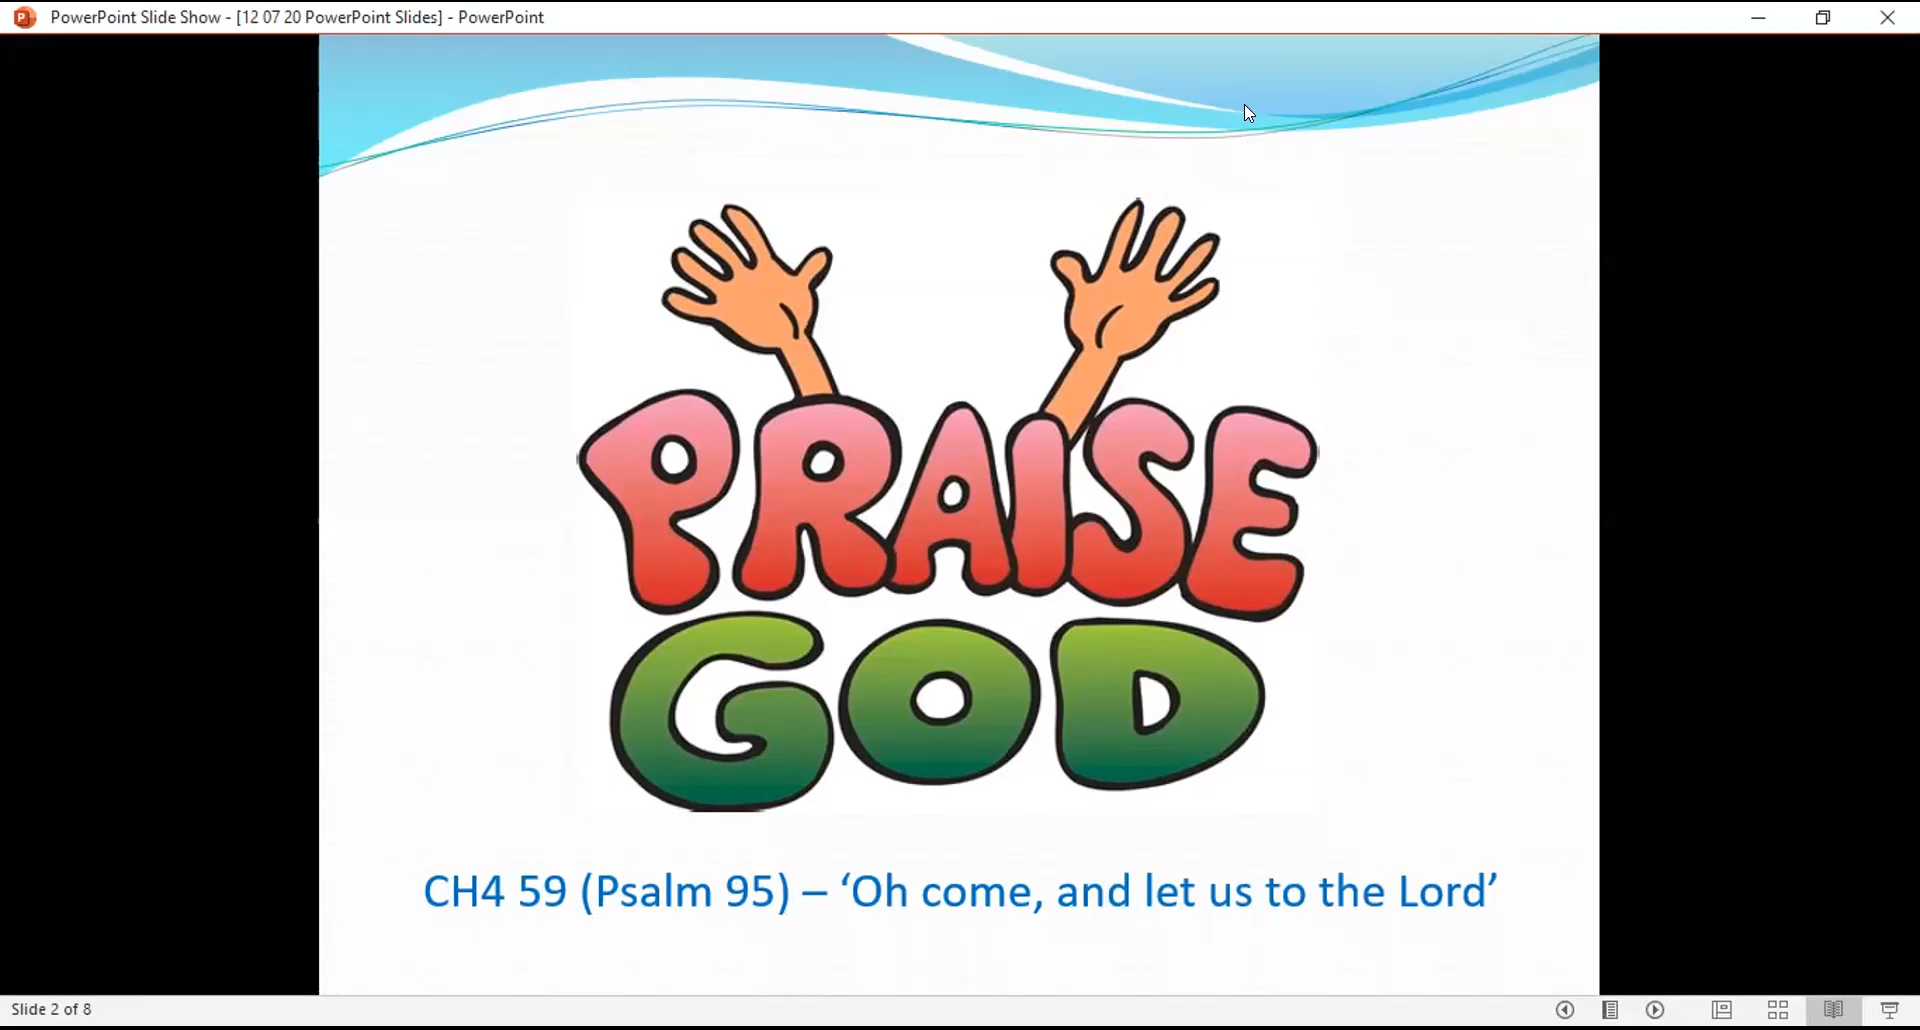 PowerPoint Slide Show - [12 07 20 PowerPoint Slides] - PowerPoint
PRAISE
GOD
CH4 59 (Psalm 95) – ‘Oh come, and let us to the Lord’
Slide 2 of 8